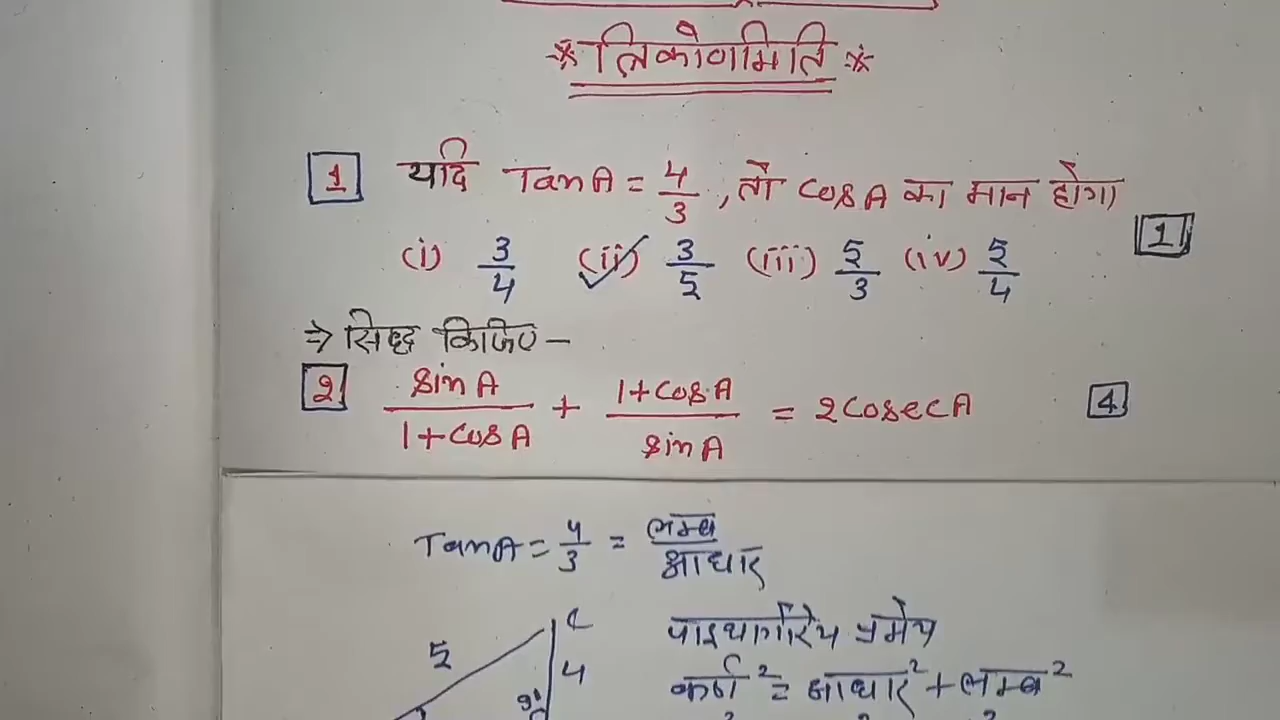 * त्रिकोणमिति *
1 यदि TanA = 4/3, तो cosA का मान होगा
(i) 3/4 (ii) 3/5 (iii) 5/3 (iv) 5/4 1
⇒ सिद्ध किजिए -
2 sinA/1+cosA + 1+cosA/sinA = 2cosecA 4
TanA = 4/3 = लम्ब/आधार
पाइथागोरेय प्रमेय
कर्ण² = आधार² + लम्ब²
C
5
4